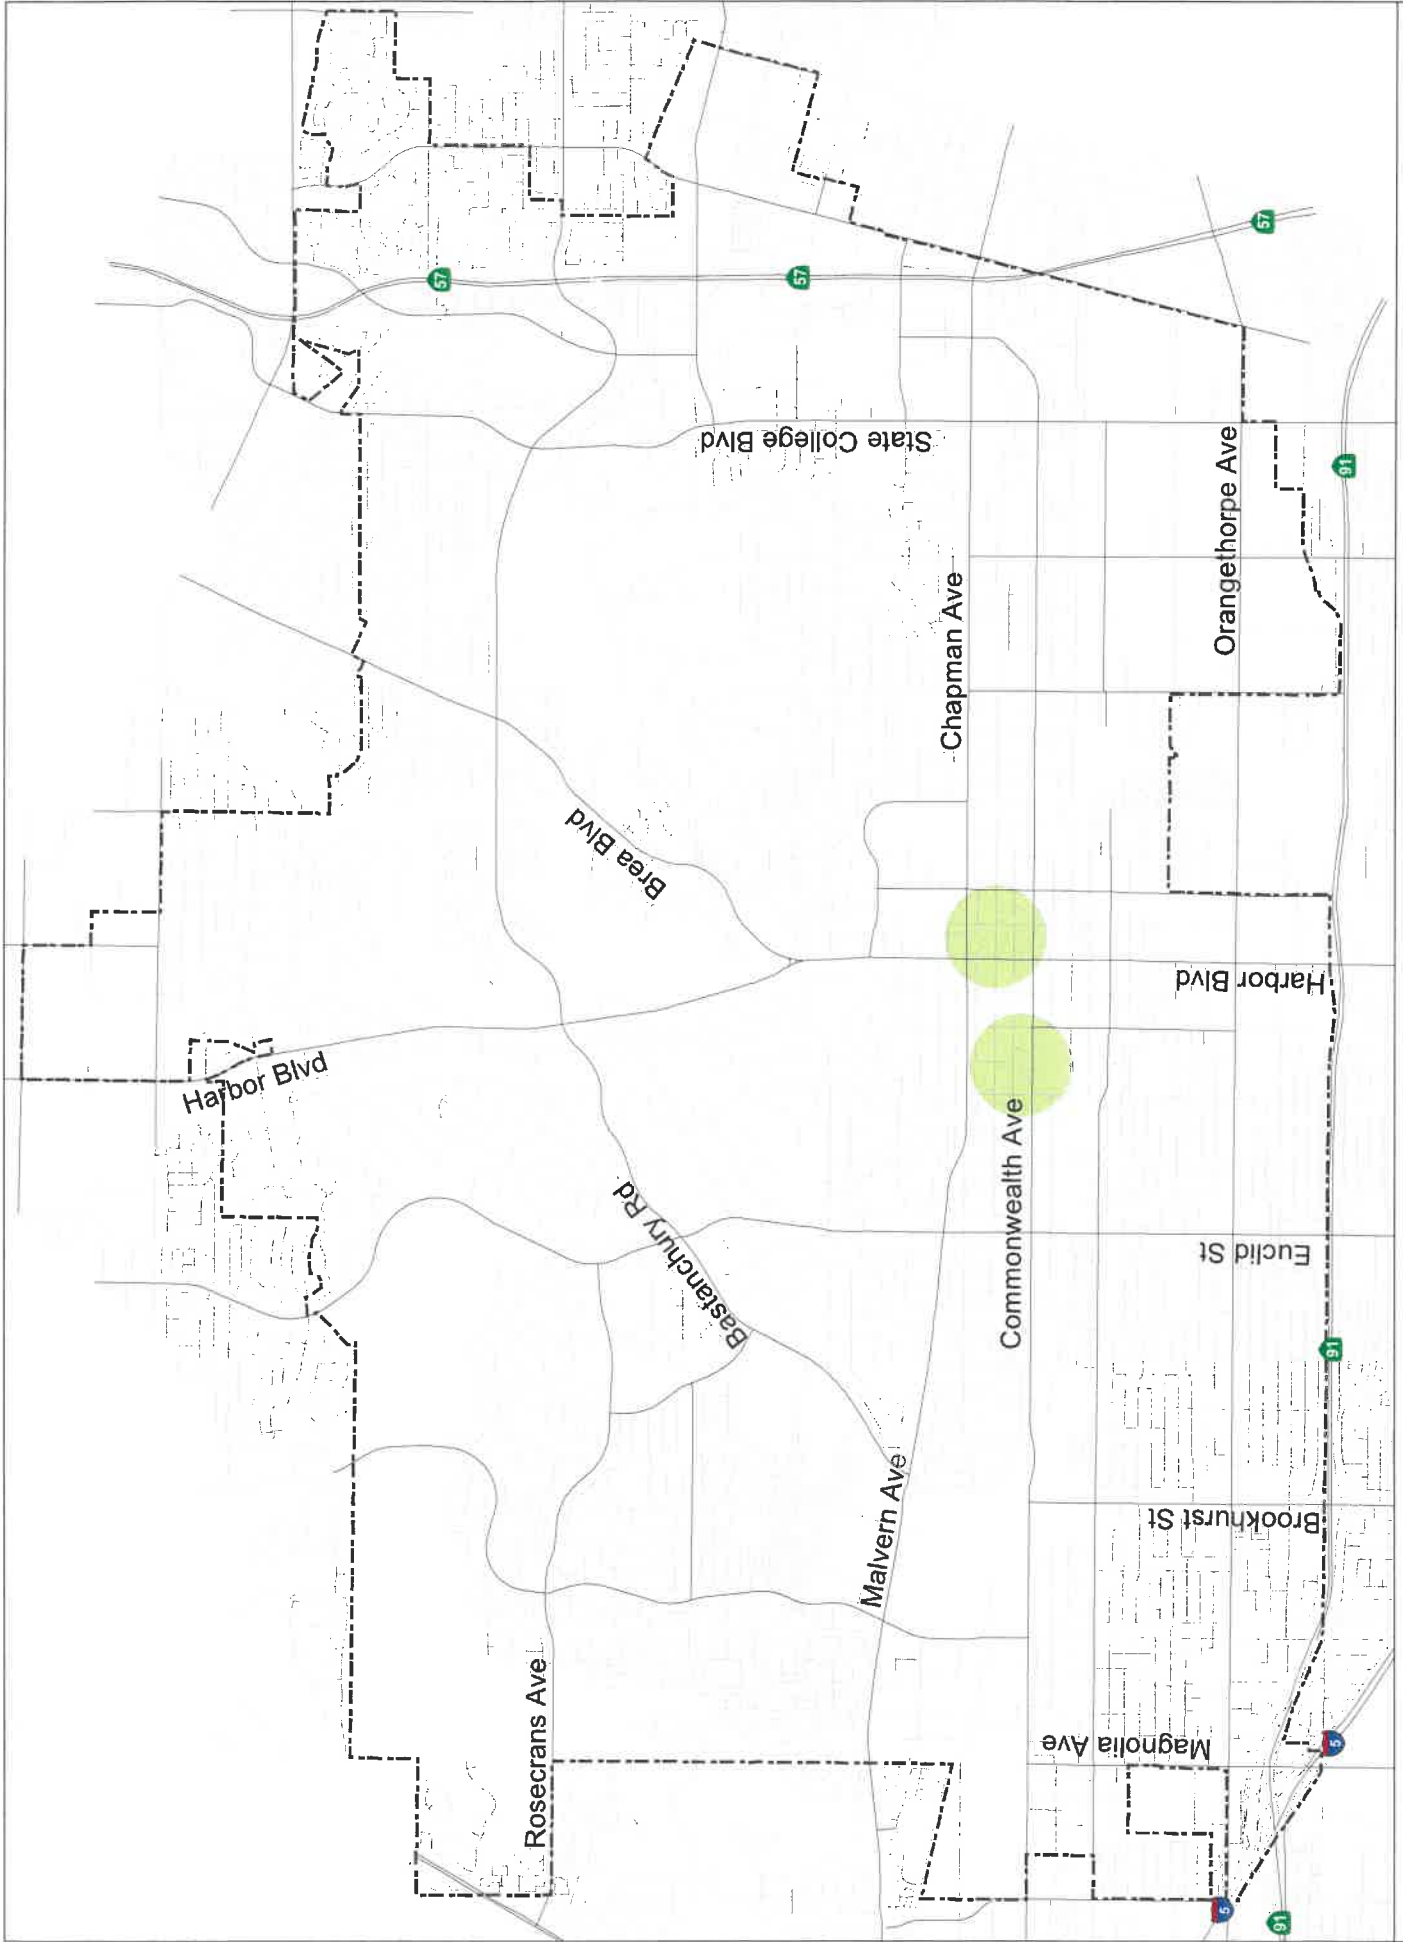 57
57
57
State College Blvd
91
Orangethorpe Ave
Chapman Ave
Brea Blvd
Harbor Blvd
Harbor Blvd
Commonwealth Ave
Bastanchury Rd
Euclid St
91
Malvern Ave
Brookhurst St
Rosecrans Ave
Magnolia Ave
5
5
91